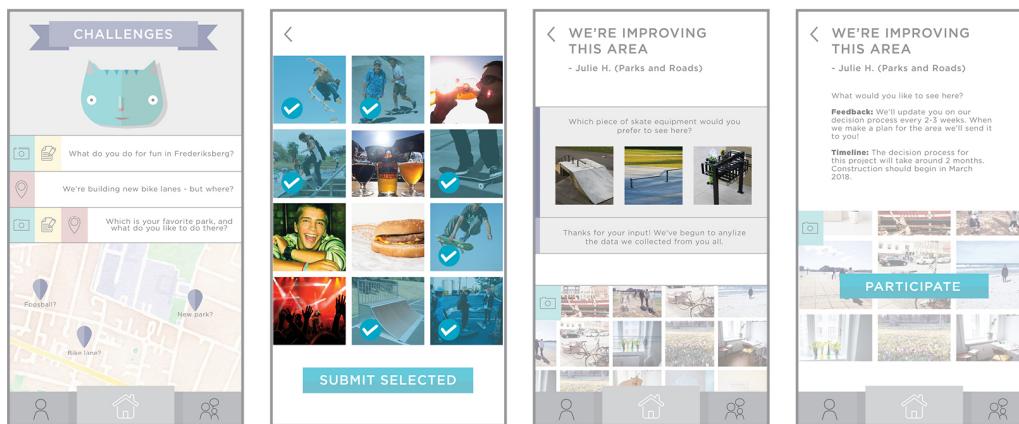 CHALLENGES
What do you do for fun in Frederiksberg?
We're building new bike lanes - but where?
Which is your favorite park, and
what do you like to do there?
Foosball?
New park?
Bike lane?
SUBMIT SELECTED
WE'RE IMPROVING
THIS AREA
- Julie H. (Parks and Roads)
Which piece of skate equipment would you
prefer to see here?
Thanks for your input! We've begun to anylize
the data we collected from you all.
WE'RE IMPROVING
THIS AREA
- Julie H. (Parks and Roads)
What would you like to see here?
Feedback: We'll update you on our
decision process every 2-3 weeks. When
we make a plan for the area we'll send it
to you!
Timeline: The decision process for
this project will take around 2 months.
Construction should begin in March
2018.
PARTICIPATE